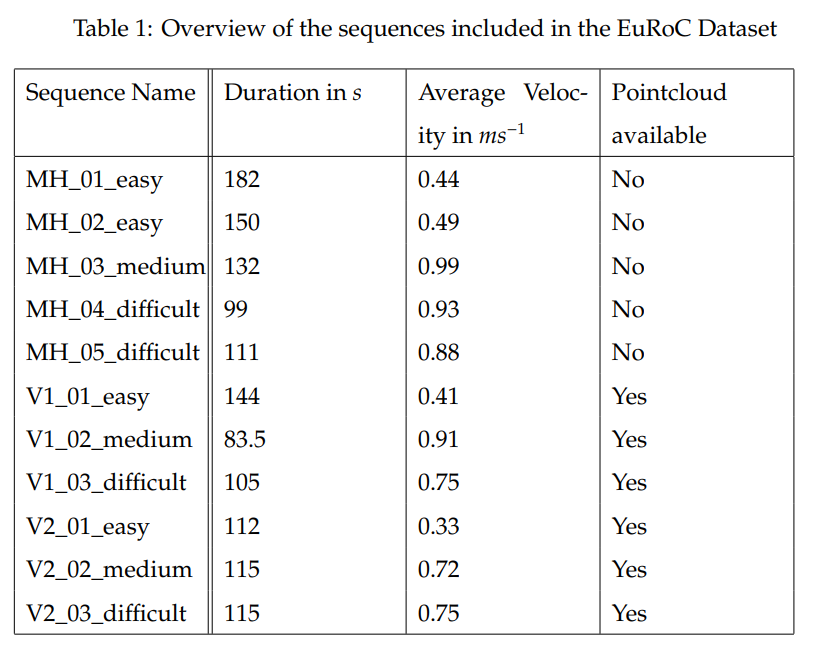 Table 1: Overview of the sequences included in the EuRoC Dataset
Sequence Name Duration in s Average Veloc- Pointcloud
ity in ms⁻¹ available
MH_01_easy 182 0.44 No
MH_02_easy 150 0.49 No
MH_03_medium 132 0.99 No
MH_04_difficult 99 0.93 No
MH_05_difficult 111 0.88 No
V1_01_easy 144 0.41 Yes
V1_02_medium 83.5 0.91 Yes
V1_03_difficult 105 0.75 Yes
V2_01_easy 112 0.33 Yes
V2_02_medium 115 0.72 Yes
V2_03_difficult 115 0.75 Yes